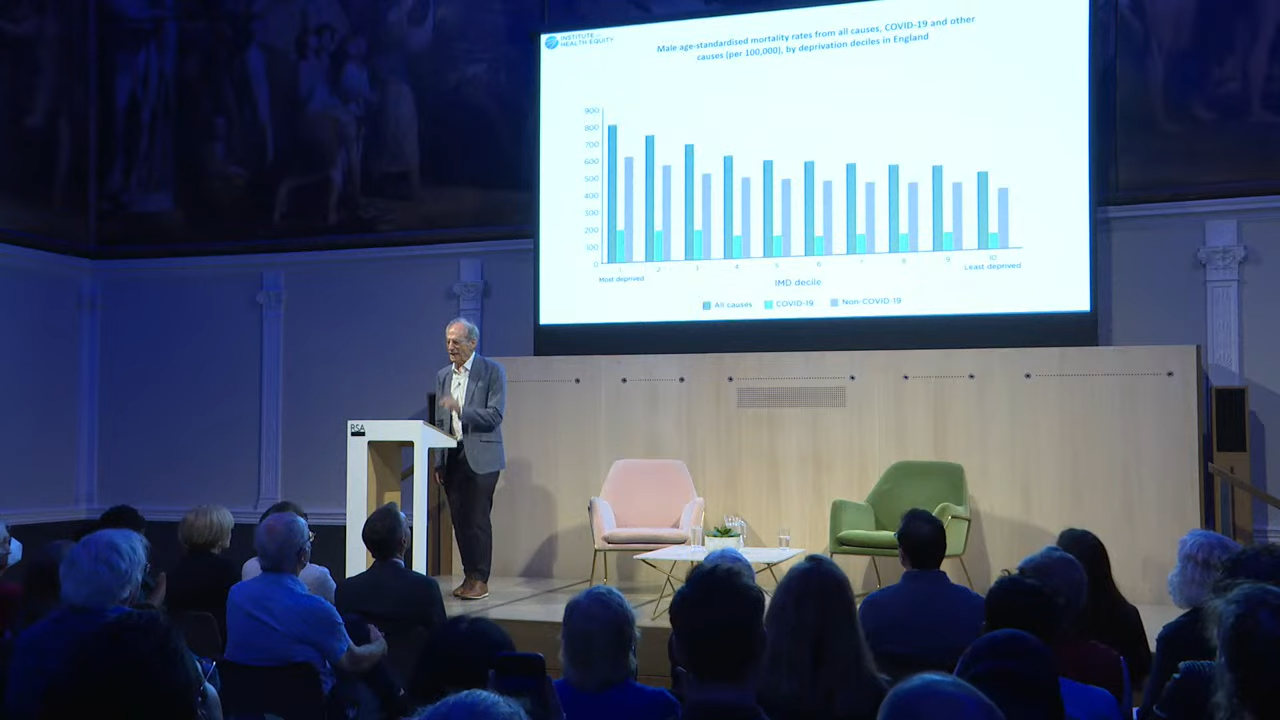 INSTITUTE of
HEALTH EQUITY
Male age-standardised mortality rates from all causes, COVID-19 and other
causes (per 100,000), by deprivation deciles in England
900
800
700
600
500
400
300
200
100
0
1 2 3 4 5 6 7 8 9 10
Most deprived Least deprived
IMD decile
All causes COVID-19 Non-COVID-19
RSA